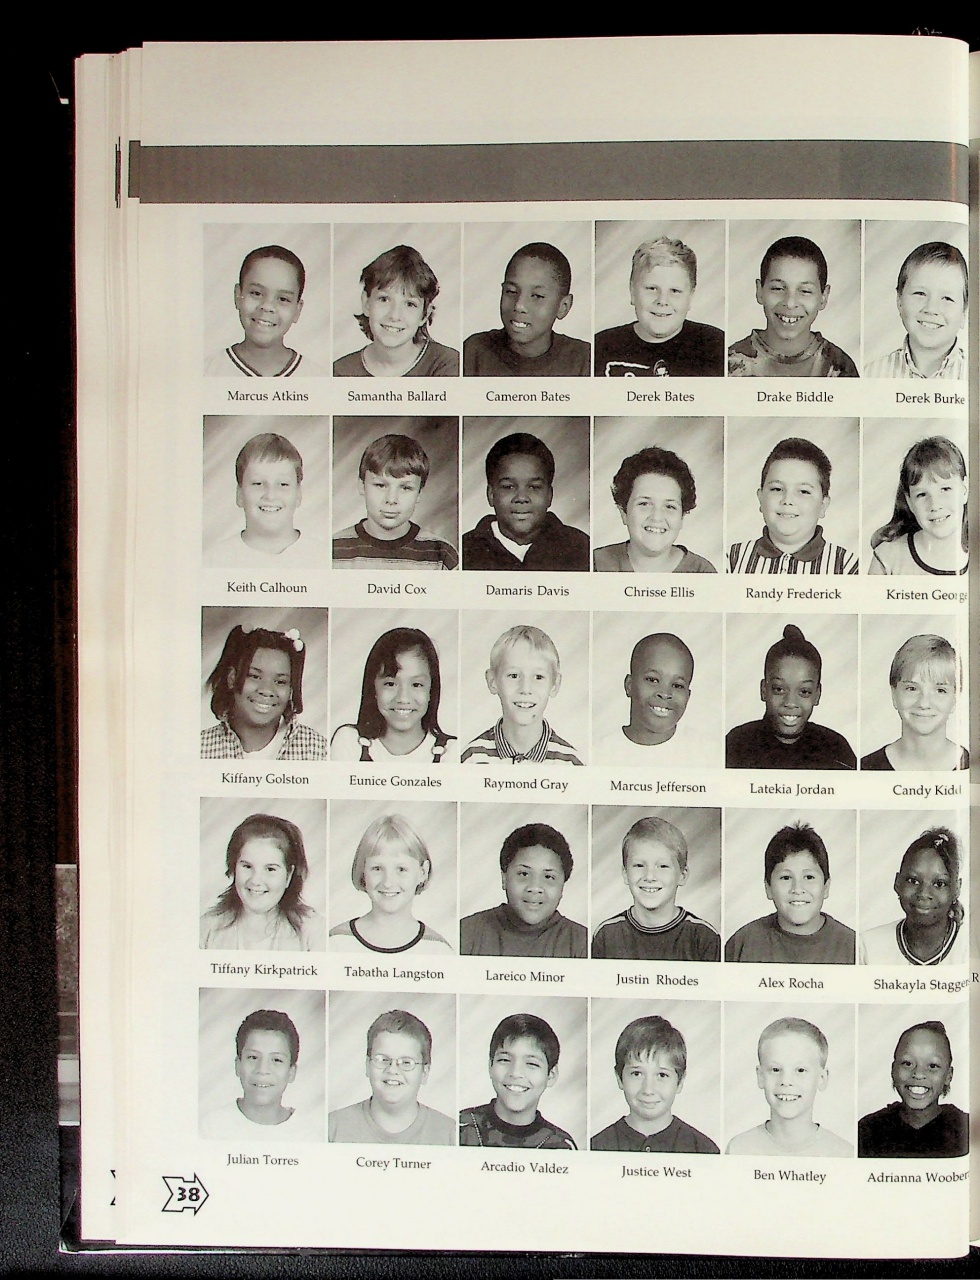 Marcus Atkins Samantha Ballard Cameron Bates Derek Bates Drake Biddle Derek Burke
Keith Calhoun David Cox Damaris Davis Chrisse Ellis Randy Frederick Kristen George
Kiffany Golston Eunice Gonzales Raymond Gray Marcus Jefferson Latekia Jordan Candy Kidd
Tiffany Kirkpatrick Tabatha Langston Lareico Minor Justin Rhodes Alex Rocha Shakayla Stagger R
Julian Torres Corey Turner Arcadio Valdez Justice West Ben Whatley Adrianna Woober
38